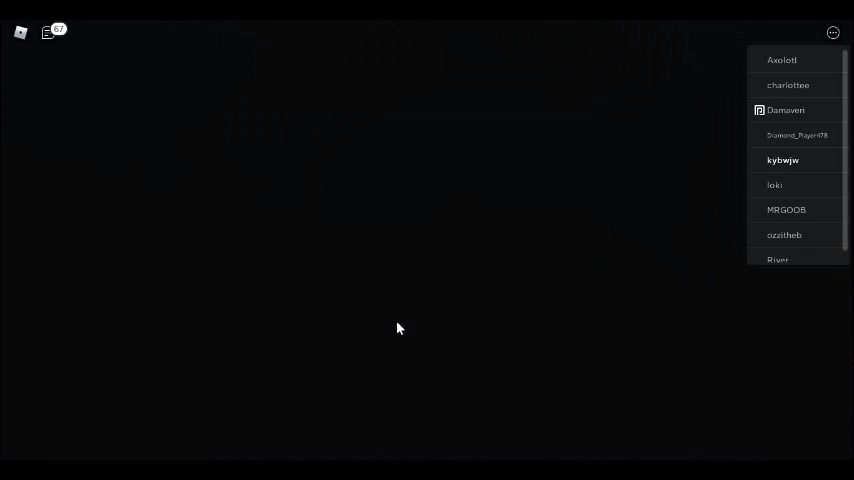 67
Axolotl
charlottee
Damaveri
Diamond_Player478
kybwjw
loki
MRGOOB
ozzitheb
River